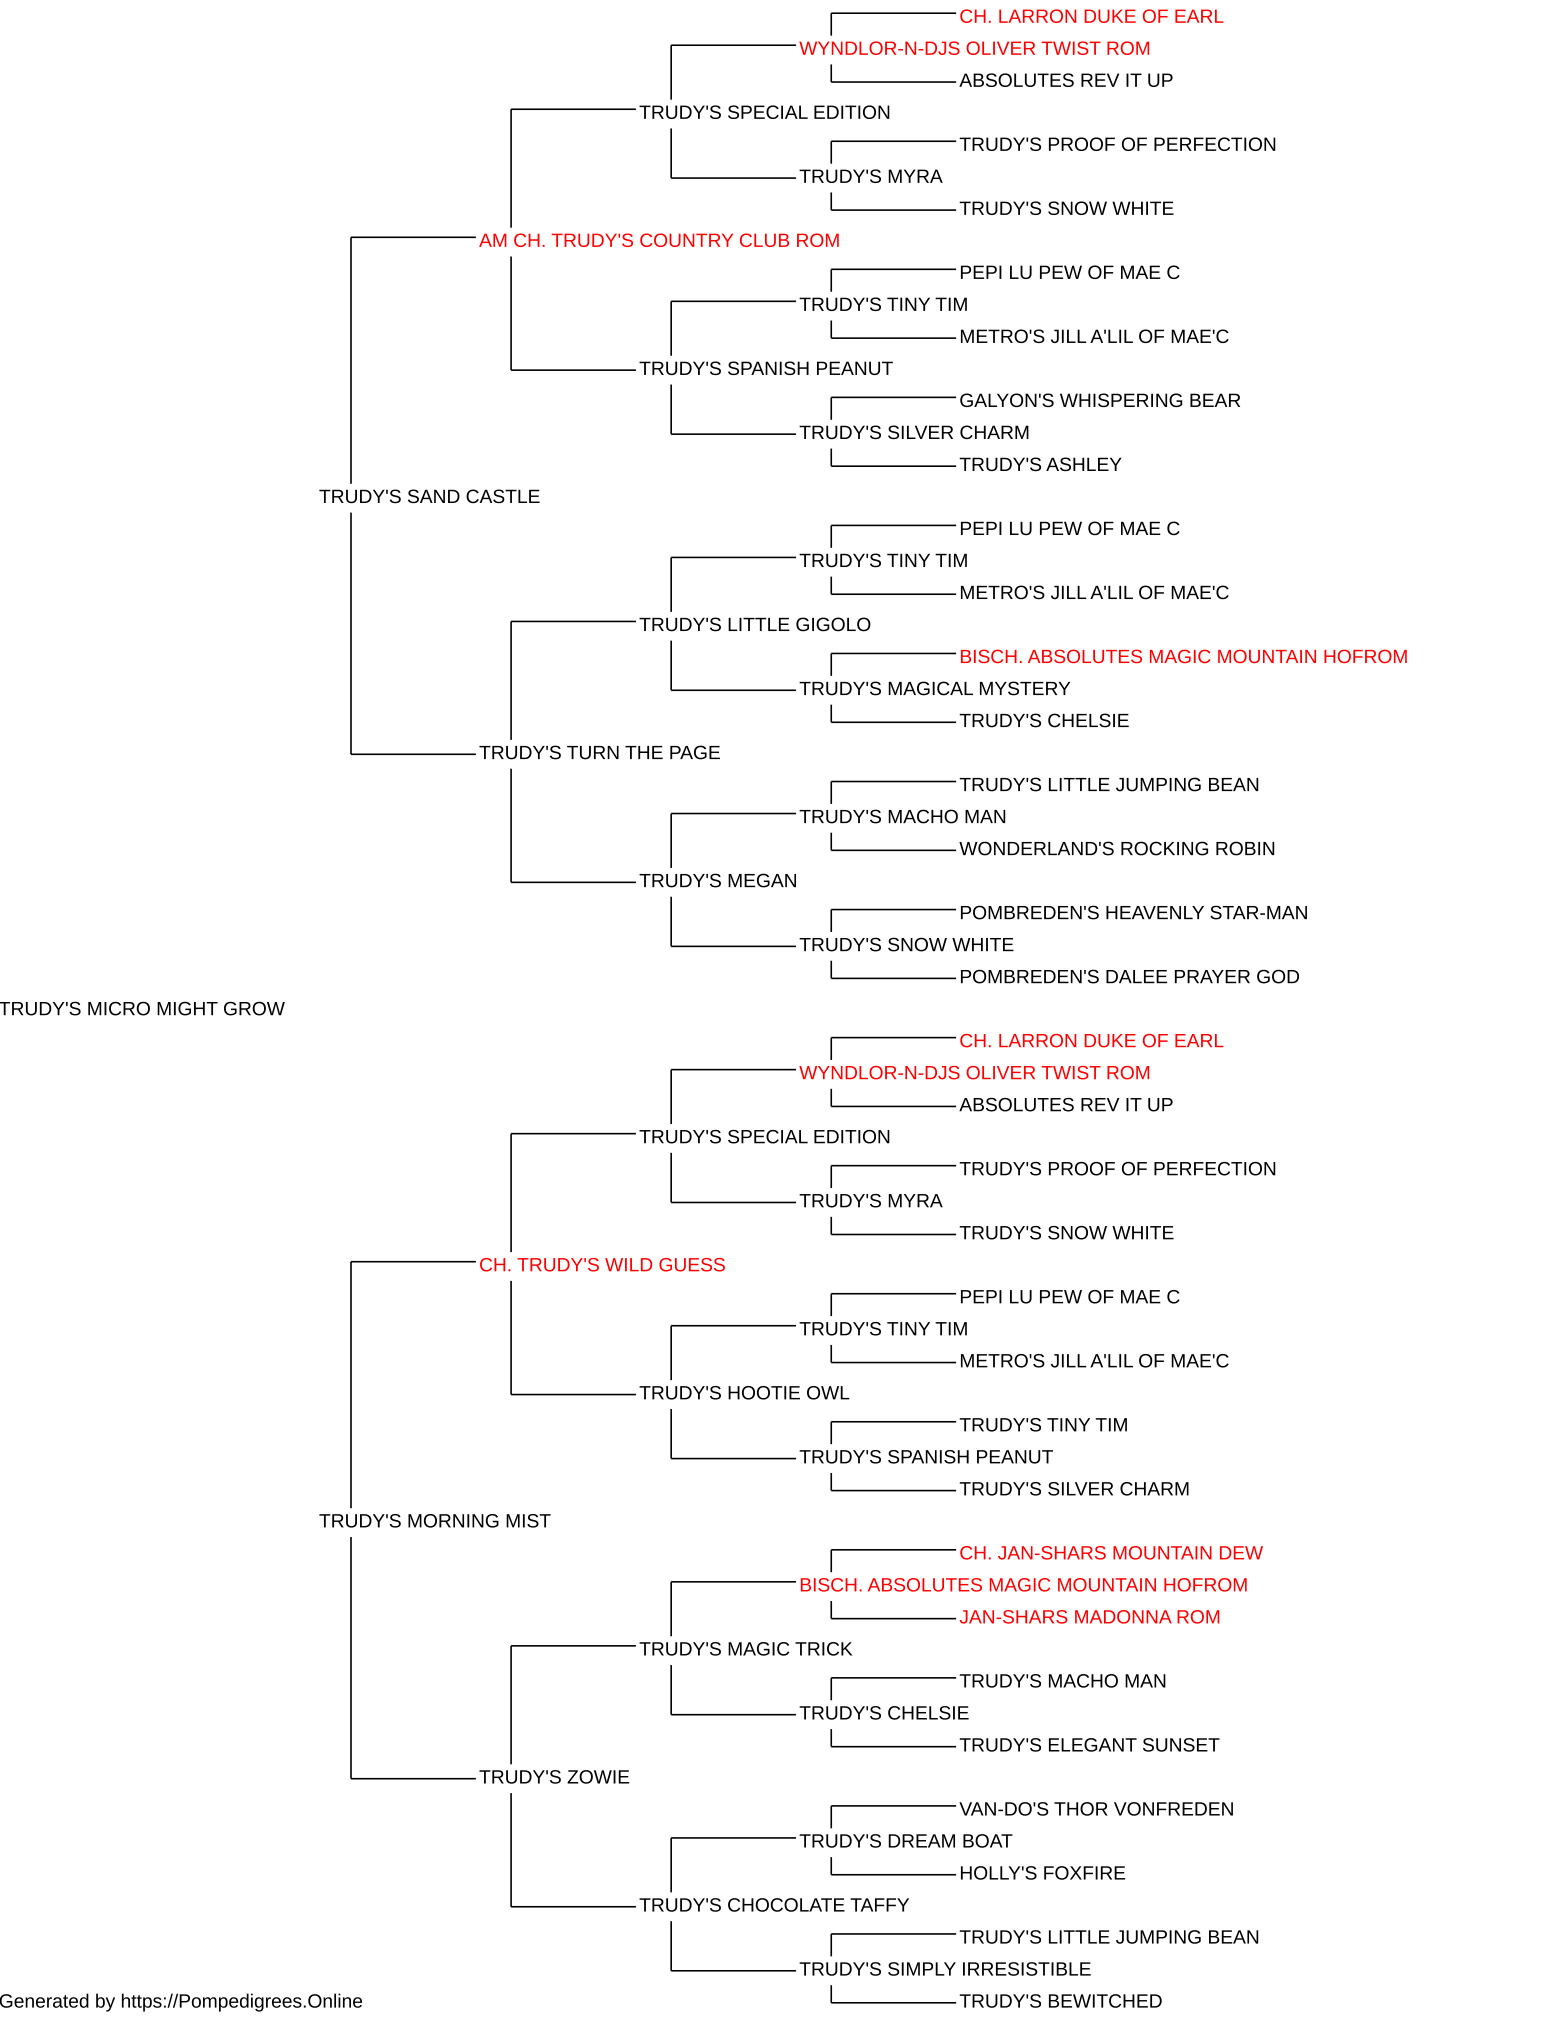 CH. LARRON DUKE OF EARL
WYNDLOR-N-DJS OLIVER TWIST ROM
ABSOLUTES REV IT UP
TRUDY'S SPECIAL EDITION
TRUDY'S PROOF OF PERFECTION
TRUDY'S MYRA
TRUDY'S SNOW WHITE
AM CH. TRUDY'S COUNTRY CLUB ROM
PEPI LU PEW OF MAE C
TRUDY'S TINY TIM
METRO'S JILL A'LIL OF MAE'C
TRUDY'S SPANISH PEANUT
GALYON'S WHISPERING BEAR
TRUDY'S SILVER CHARM
TRUDY'S ASHLEY
TRUDY'S SAND CASTLE
PEPI LU PEW OF MAE C
TRUDY'S TINY TIM
METRO'S JILL A'LIL OF MAE'C
TRUDY'S LITTLE GIGOLO
BISCH. ABSOLUTES MAGIC MOUNTAIN HOFROM
TRUDY'S MAGICAL MYSTERY
TRUDY'S CHELSIE
TRUDY'S TURN THE PAGE
TRUDY'S LITTLE JUMPING BEAN
TRUDY'S MACHO MAN
WONDERLAND'S ROCKING ROBIN
TRUDY'S MEGAN
POMBREDEN'S HEAVENLY STAR-MAN
TRUDY'S SNOW WHITE
POMBREDEN'S DALEE PRAYER GOD
TRUDY'S MICRO MIGHT GROW
CH. LARRON DUKE OF EARL
WYNDLOR-N-DJS OLIVER TWIST ROM
ABSOLUTES REV IT UP
TRUDY'S SPECIAL EDITION
TRUDY'S PROOF OF PERFECTION
TRUDY'S MYRA
TRUDY'S SNOW WHITE
CH. TRUDY'S WILD GUESS
PEPI LU PEW OF MAE C
TRUDY'S TINY TIM
METRO'S JILL A'LIL OF MAE'C
TRUDY'S HOOTIE OWL
TRUDY'S TINY TIM
TRUDY'S SPANISH PEANUT
TRUDY'S SILVER CHARM
TRUDY'S MORNING MIST
CH. JAN-SHARS MOUNTAIN DEW
BISCH. ABSOLUTES MAGIC MOUNTAIN HOFROM
JAN-SHARS MADONNA ROM
TRUDY'S MAGIC TRICK
TRUDY'S MACHO MAN
TRUDY'S CHELSIE
TRUDY'S ELEGANT SUNSET
TRUDY'S ZOWIE
VAN-DO'S THOR VONFREDEN
TRUDY'S DREAM BOAT
HOLLY'S FOXFIRE
TRUDY'S CHOCOLATE TAFFY
TRUDY'S LITTLE JUMPING BEAN
TRUDY'S SIMPLY IRRESISTIBLE
TRUDY'S BEWITCHED
Generated by https://Pompedigrees.Online